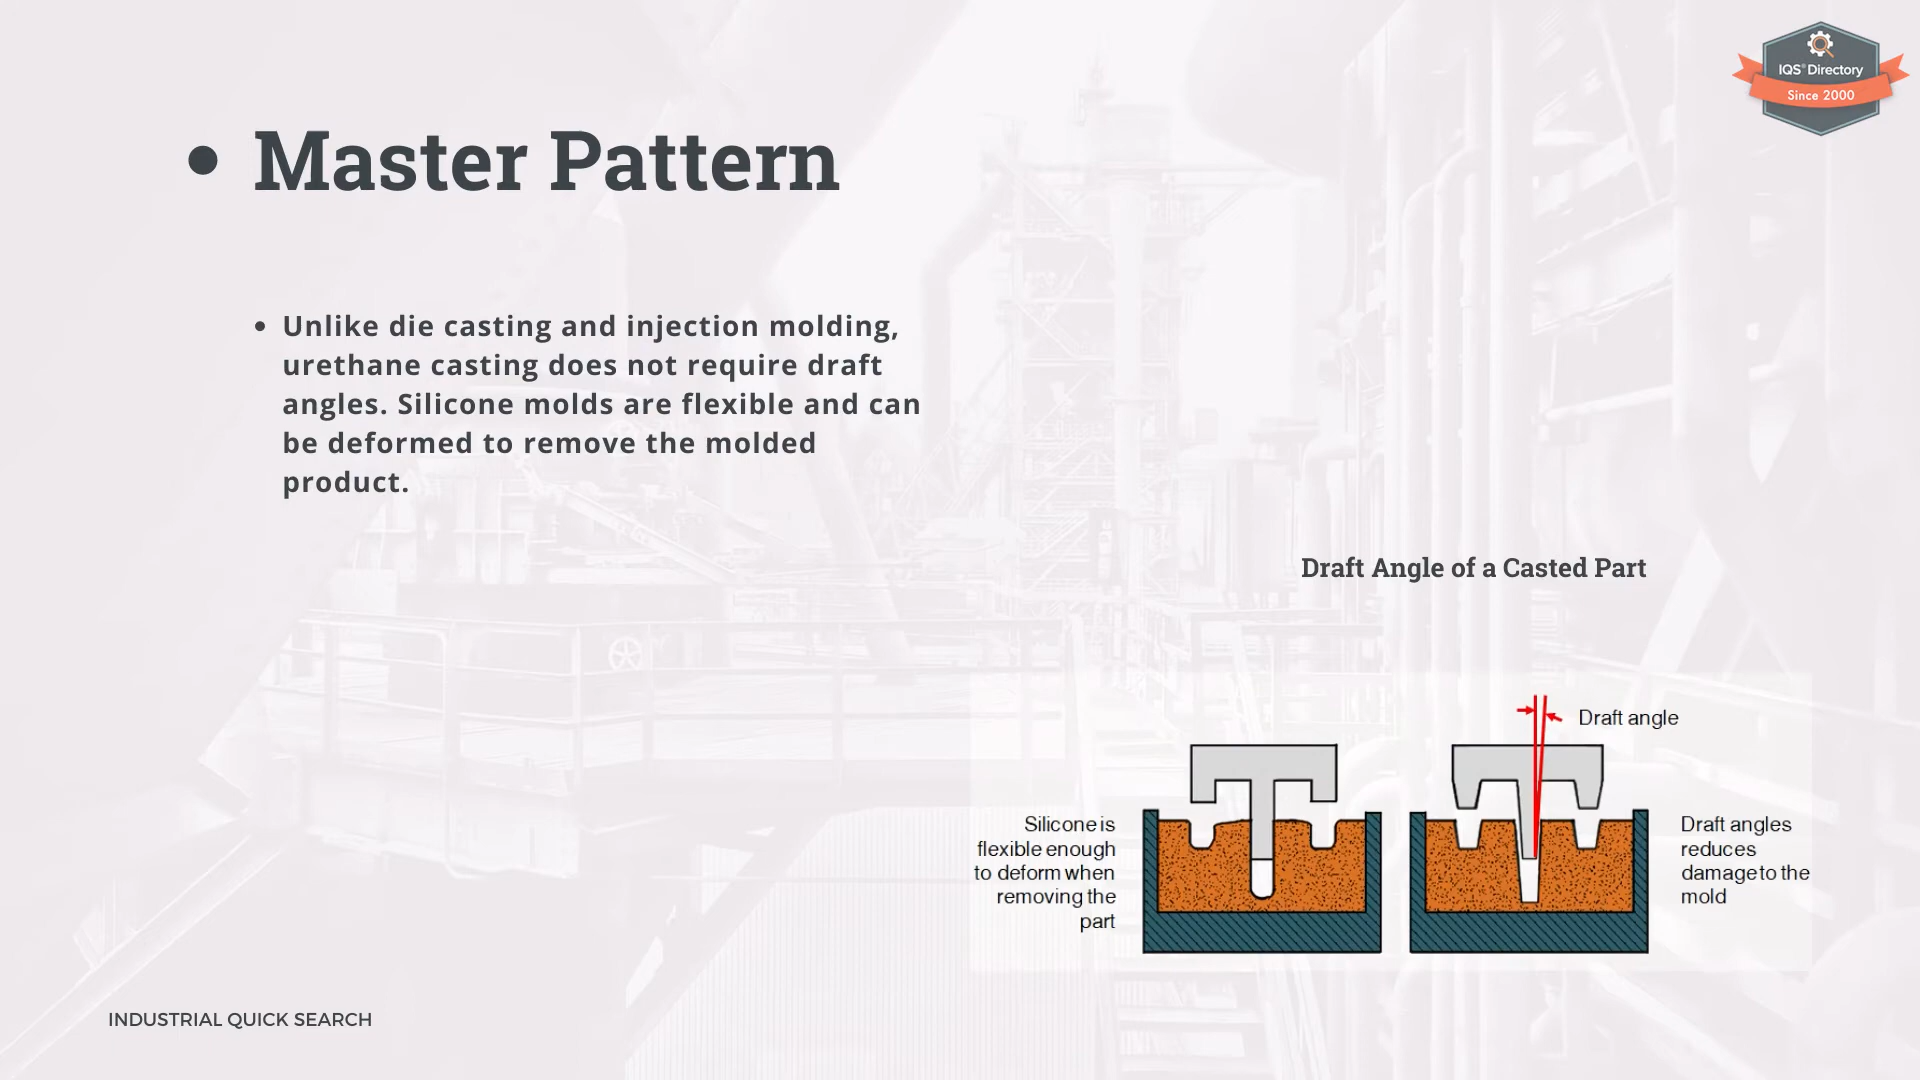 IQS® Directory
Since 2000
• Master Pattern
• Unlike die casting and injection molding,
urethane casting does not require draft
angles. Silicone molds are flexible and can
be deformed to remove the molded
product.
Draft Angle of a Casted Part
Draft angle
Silicone is
flexible enough
to deform when
removing the
part
Draft angles
reduces
damage to the
mold
INDUSTRIAL QUICK SEARCH